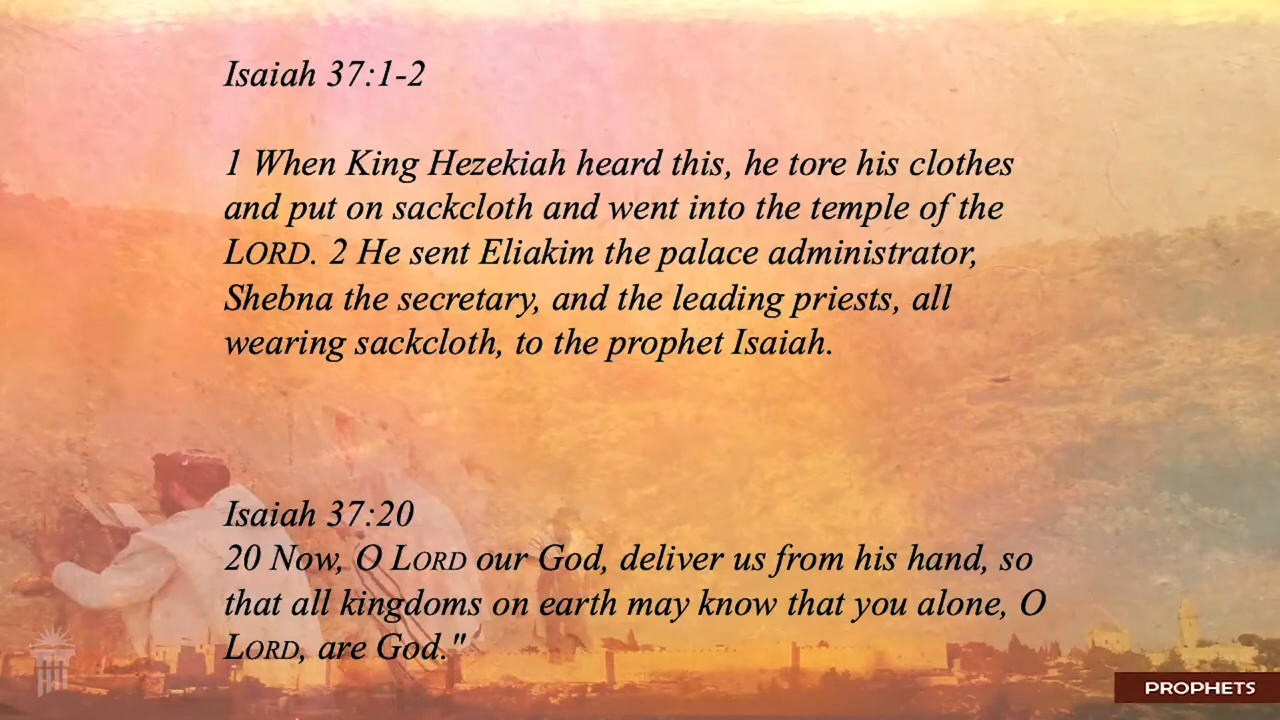 Isaiah 37:1-2
1 When King Hezekiah heard this, he tore his clothes
and put on sackcloth and went into the temple of the
LORD. 2 He sent Eliakim the palace administrator,
Shebna the secretary, and the leading priests, all
wearing sackcloth, to the prophet Isaiah.
Isaiah 37:20
20 Now, O LORD our God, deliver us from his hand, so
that all kingdoms on earth may know that you alone, O
LORD, are God."
PROPHETS